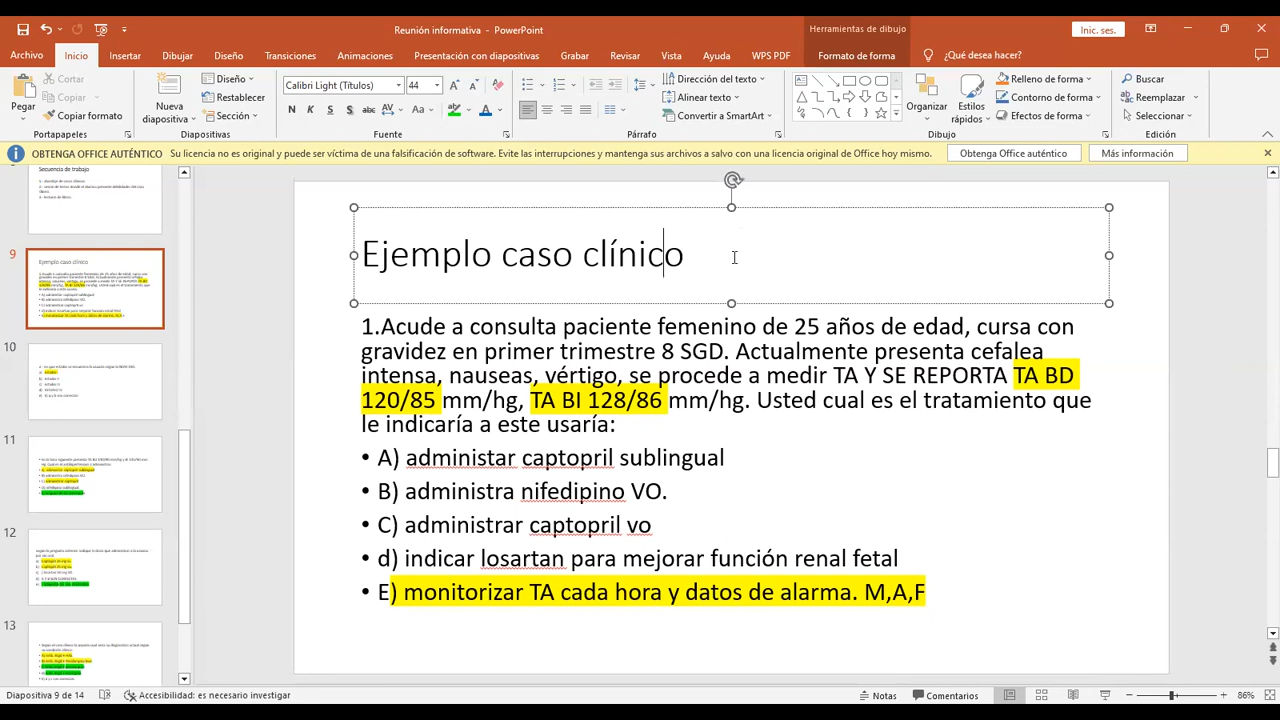 Reunión informativa - PowerPoint
Herramientas de dibujo
Inic. ses.
Archivo
Inicio
Insertar
Dibujar
Diseño
Transiciones
Animaciones
Presentación con diapositivas
Grabar
Revisar
Vista
Ayuda
WPS PDF
Formato de forma
¿Qué desea hacer?
Pegar
Cortar
Copiar
Copiar formato
Portapapeles
Nueva diapositiva
Diseño
Restablecer
Sección
Diapositivas
Calibri Light (Títulos)
44
N K S S abc AV Aa
Fuente
Dirección del texto
Alinear texto
Convertir a SmartArt
Párrafo
Organizar
Estilos rápidos
Relleno de forma
Contorno de forma
Efectos de forma
Dibujo
Buscar
Reemplazar
Seleccionar
Edición
OBTENGA OFFICE AUTÉNTICO
Su licencia no es original y puede ser víctima de una falsificación de software. Evite las interrupciones y mantenga sus archivos a
con una licencia original de Office hoy mismo.
Obtenga Office auténtico
Más información
Secuencia de trabajo
9
10
11
12
13
Ejemplo caso clínico
1.Acude a consulta paciente femenino de 25 años de edad, cursa con
gravidez en primer trimestre 8 SGD. Actualmente presenta cefalea
intensa, nauseas, vértigo, se procede a medir TA Y SE REPORTA TA BD
120/85 mm/hg, TA BI 128/86 mm/hg. Usted cual es el tratamiento que
le indicaría a este usaría:
• A) administar captopril sublingual
• B) administra nifedipino VO.
• C) administrar captopril vo
• d) indicar losartan para mejorar función renal fetal
• E) monitorizar TA cada hora y datos de alarma. M,A,F
Diapositiva 9 de 14
Accesibilidad: es necesario investigar
Notas
Comentarios
86%